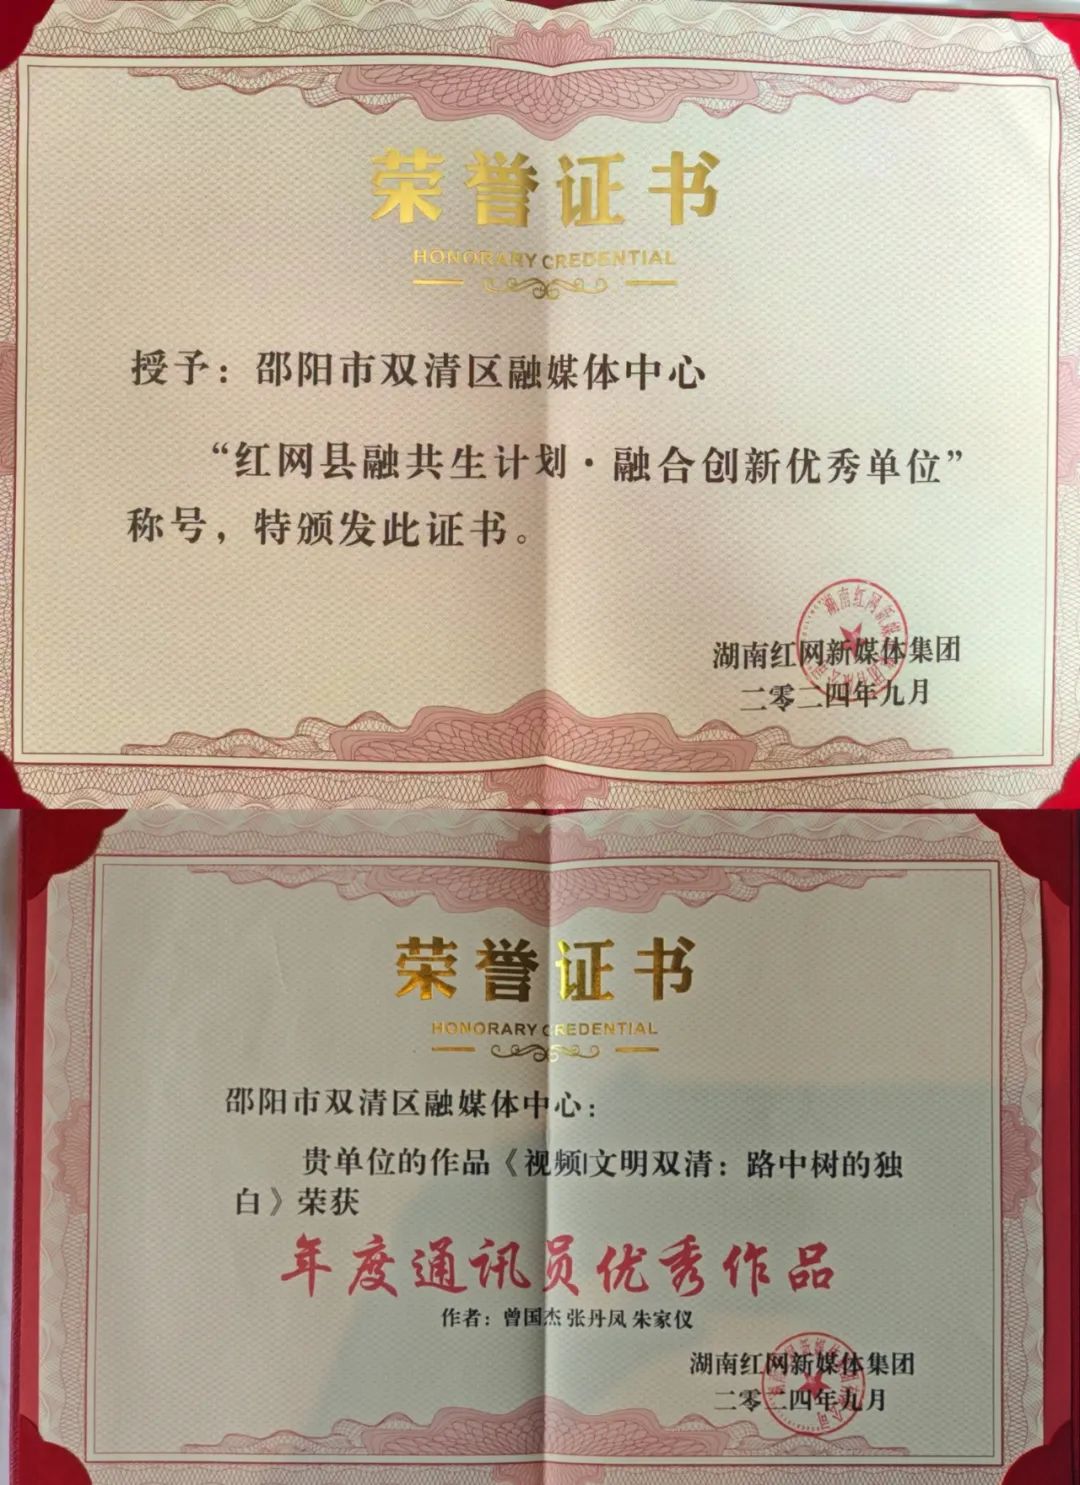 荣誉证书
HONORARY CREDENTIAL
授予：邵阳市双清区融媒体中心
“红网县融共生计划·融合创新优秀单位”
称号，特颁发此证书。
湖南红网新媒体集团
二零二四年九月
荣誉证书
HONORARY CREDENTIAL
邵阳市双清区融媒体中心：
贵单位的作品《视频|文明双清：路中树的独
白》荣获
年度通讯员优秀作品
作者：曾国杰 张丹凤 朱家仪
湖南红网新媒体集团
二零二四年九月